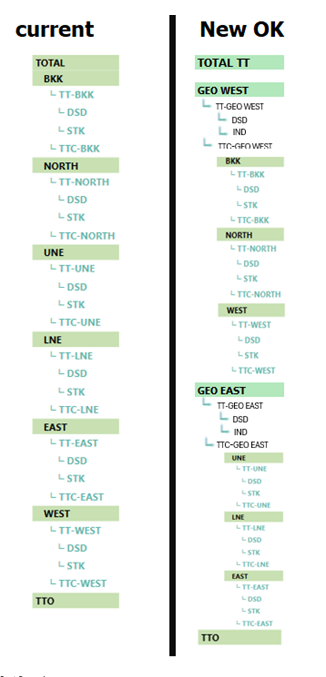 current
TOTAL
BKK
TT-BKK
DSD
STK
TTC-BKK
NORTH
TT-NORTH
DSD
STK
TTC-NORTH
UNE
TT-UNE
DSD
STK
TTC-UNE
LNE
TT-LNE
DSD
STK
TTC-LNE
EAST
TT-EAST
DSD
STK
TTC-EAST
WEST
TT-WEST
DSD
STK
TTC-WEST
TTO
New OK
TOTAL TT
GEO WEST
TT-GEO WEST
DSD
IND
TTC-GEO WEST
BKK
TT-BKK
DSD
STK
TTC-BKK
NORTH
TT-NORTH
DSD
STK
TTC-NORTH
WEST
TT-WEST
DSD
STK
TTC-WEST
GEO EAST
TT-GEO EAST
DSD
IND
TTC-GEO EAST
UNE
TT-UNE
DSD
STK
TTC-UNE
LNE
TT-LNE
DSD
STK
TTC-LNE
EAST
TT-EAST
DSD
STK
TTC-EAST
TTO